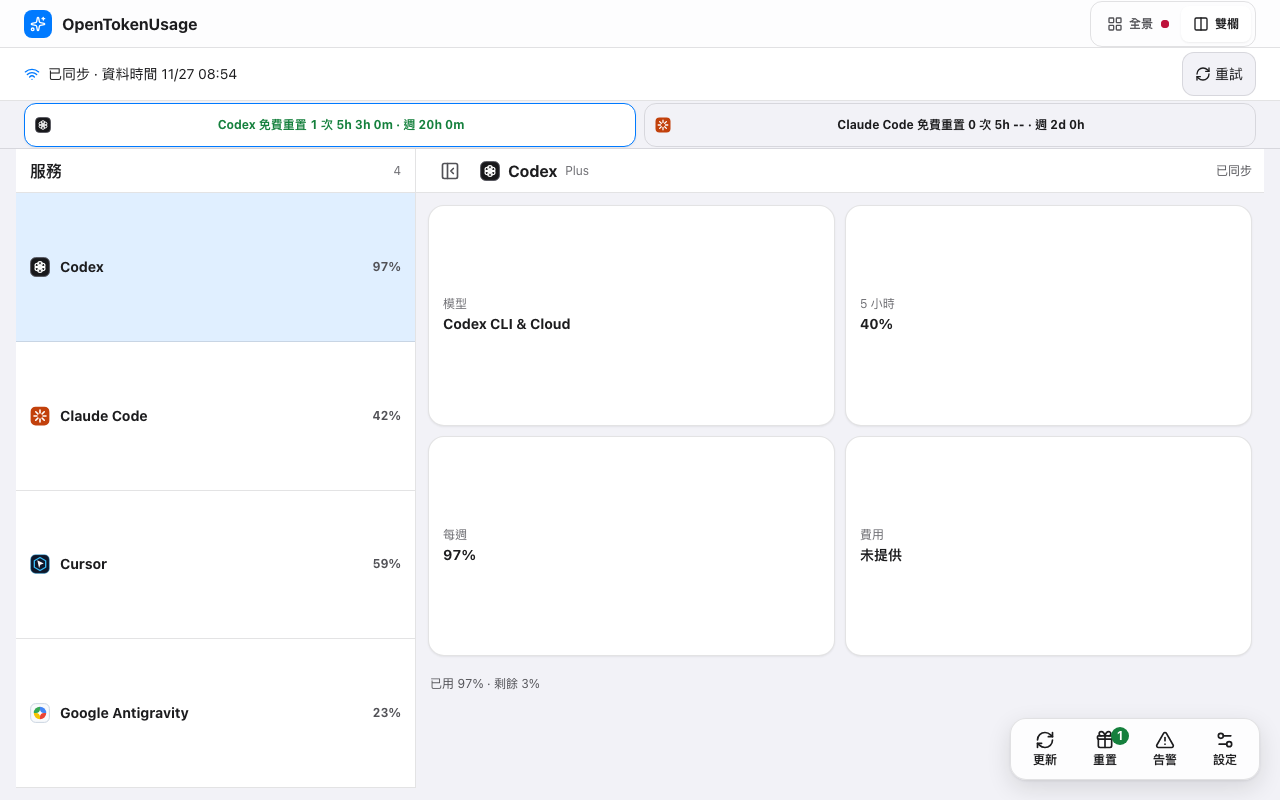 OpenTokenUsage
全景
雙欄
已同步 · 資料時間 11/27 08:54
重試
Codex 免費重置 1 次 5h 3h 0m · 週 20h 0m
Claude Code 免費重置 0 次 5h -- · 週 2d 0h
服務
4
Codex Plus
已同步
Codex
97%
Claude Code
42%
Cursor
59%
Google Antigravity
23%
模型
Codex CLI & Cloud
5 小時
40%
每週
97%
費用
未提供
已用 97% · 剩餘 3%
更新
1
重置
告警
設定